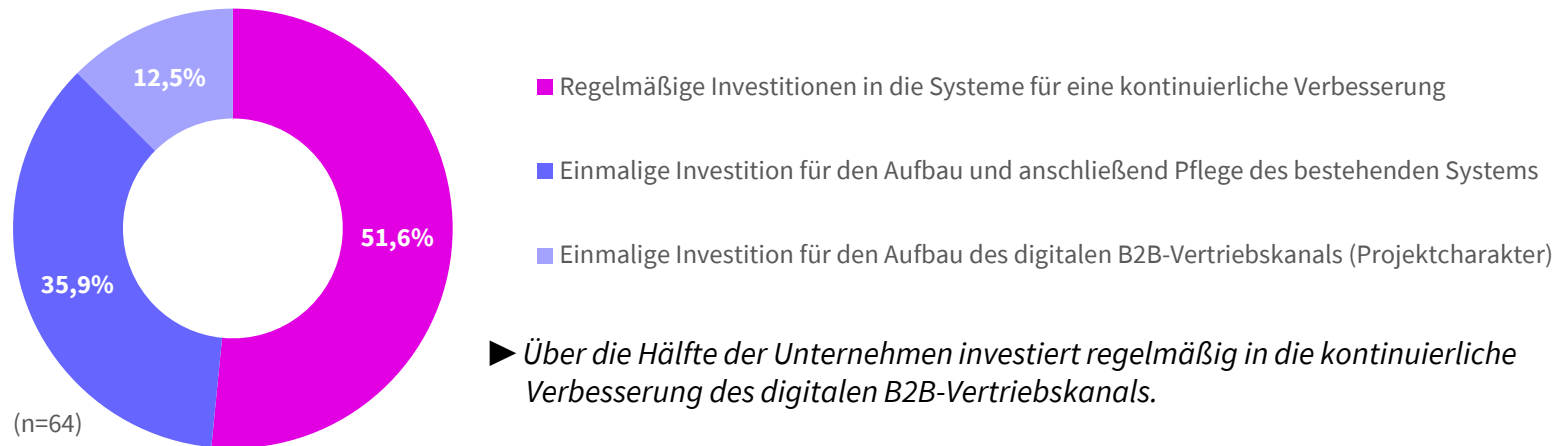 12,5%
51,6%
35,9%
(n=64)
Regelmäßige Investitionen in die Systeme für eine kontinuierliche Verbesserung
Einmalige Investition für den Aufbau und anschließend Pflege des bestehenden Systems
Einmalige Investition für den Aufbau des digitalen B2B-Vertriebskanals (Projektcharakter)
► Über die Hälfte der Unternehmen investiert regelmäßig in die kontinuierliche
Verbesserung des digitalen B2B-Vertriebskanals.